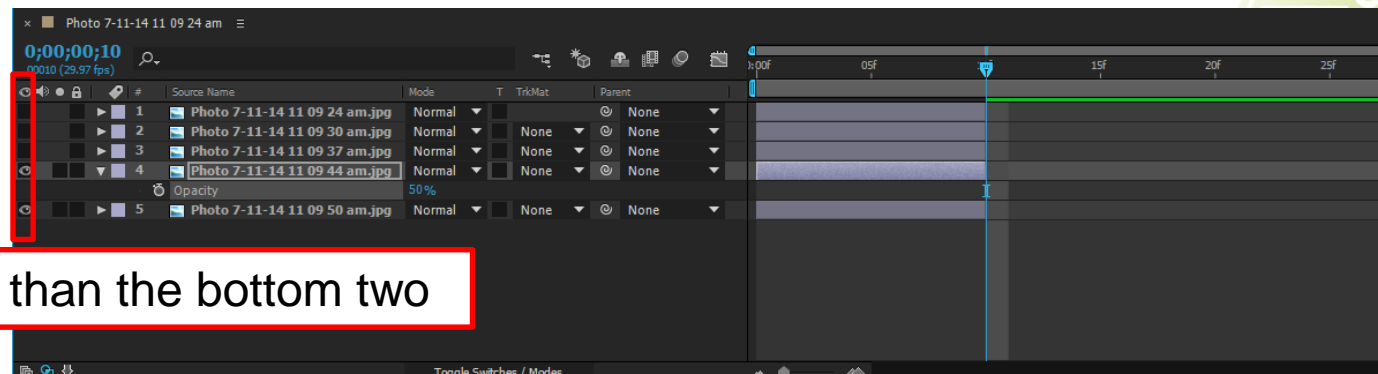 × Photo 7-11-14 11 09 24 am
0;00;00;10
00010 (29.97 fps)
05f 15f 20f 25f
# Source Name Mode T TrkMat Parent
1 Photo 7-11-14 11 09 24 am.jpg Normal None
2 Photo 7-11-14 11 09 30 am.jpg Normal None None
3 Photo 7-11-14 11 09 37 am.jpg Normal None None
4 Photo 7-11-14 11 09 44 am.jpg Normal None None
Opacity 50%
5 Photo 7-11-14 11 09 50 am.jpg Normal None None
than the bottom two
Toggle Switches / Modes